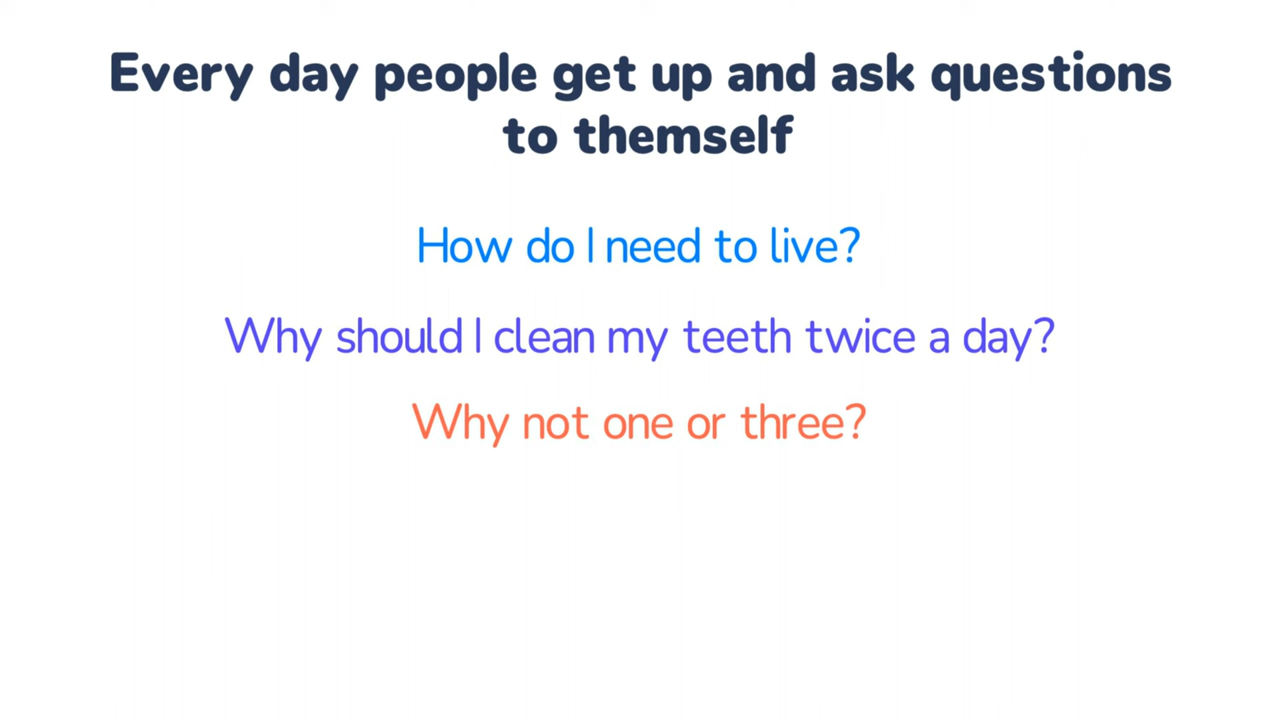 Every day people get up and ask questions
to themself
How do I need to live?
Why should I clean my teeth twice a day?
Why not one or three?